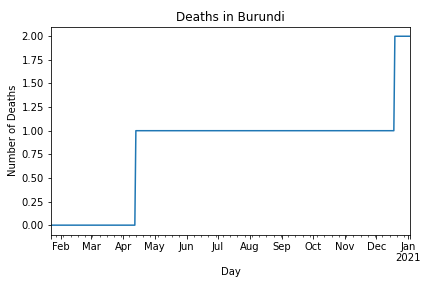 Deaths in Burundi
Number of Deaths
2.00
1.75
1.50
1.25
1.00
0.75
0.50
0.25
0.00
Feb Mar Apr May Jun Jul Aug Sep Oct Nov Dec Jan
2021
Day